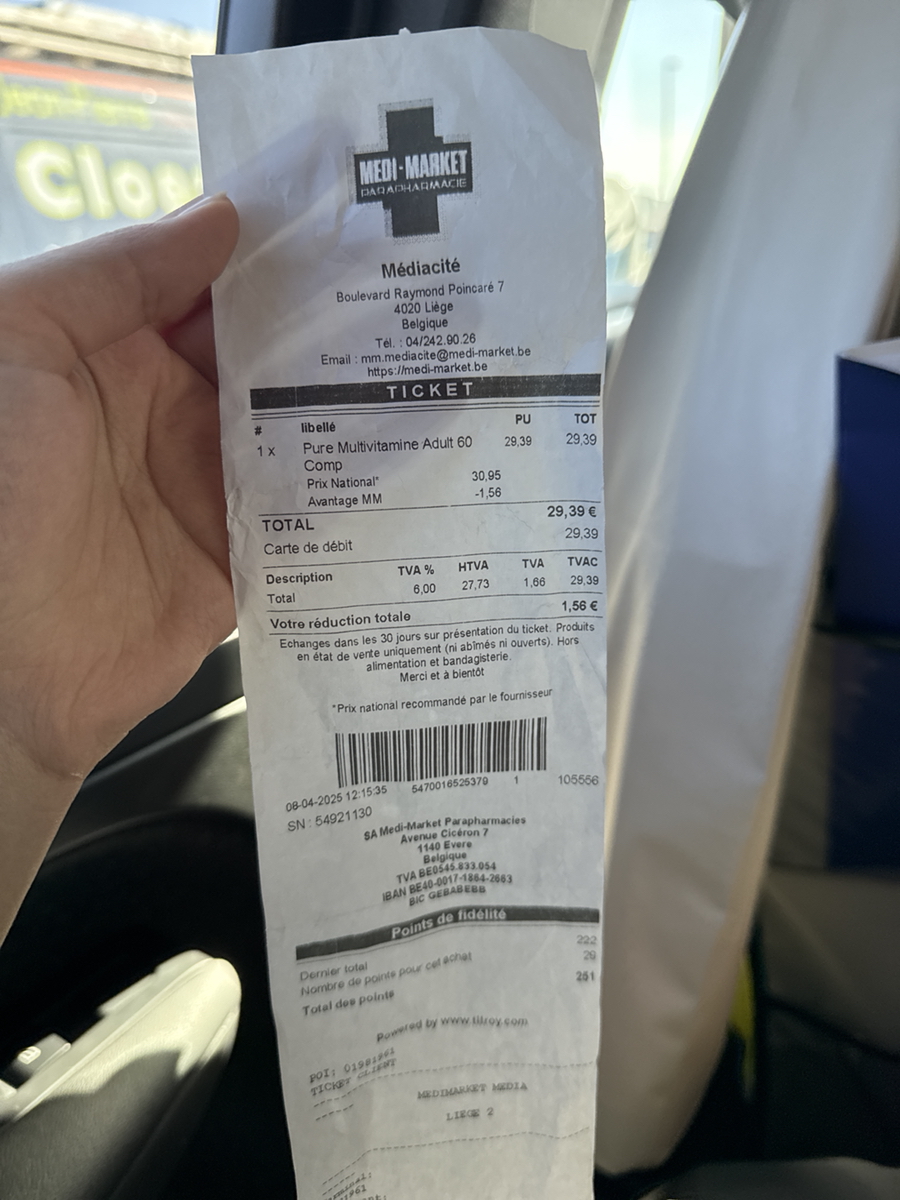 Clos
MEDI-MARKET
PARAPHARMACIE
Médiacité
Boulevard Raymond Poincaré 7
4020 Liège
Belgique
Tél. : 04/242.90.26
Email : mm.mediacite@medi-market.be
https://medi-market.be
TICKET
# libellé PU TOT
1 x Pure Multivitamine Adult 60 29,39 29,39
Comp
Prix National* 30,95
Avantage MM -1,56
TOTAL 29,39 €
Carte de débit 29,39
Description TVA % HTVA TVA TVAC
Total 6,00 27,73 1,66 29,39
Votre réduction totale 1,56 €
Echanges dans les 30 jours sur présentation du ticket. Produits
en état de vente uniquement (ni abîmés ni ouverts). Hors
alimentation et bandagisterie.
Merci et à bientôt
*Prix national recommandé par le fournisseur
08-04-2025 12:15:35 5470016525379 1 105556
SN : 54921130
SA Medi-Market Parapharmacies
Avenue Cicéron 7
1140 Evere
Belgique
TVA BE0545.833.054
IBAN BE40-0017-1864-2663
BIC GEBABEBB
Points de fidélité
Dernier total 222
Nombre de points pour cet achat 29
Total des points 251
Powered by www.tilroy.com
POI: 01981961
TICKET CLIENT
MEDIMARKET MEDIA
LIEGE 2